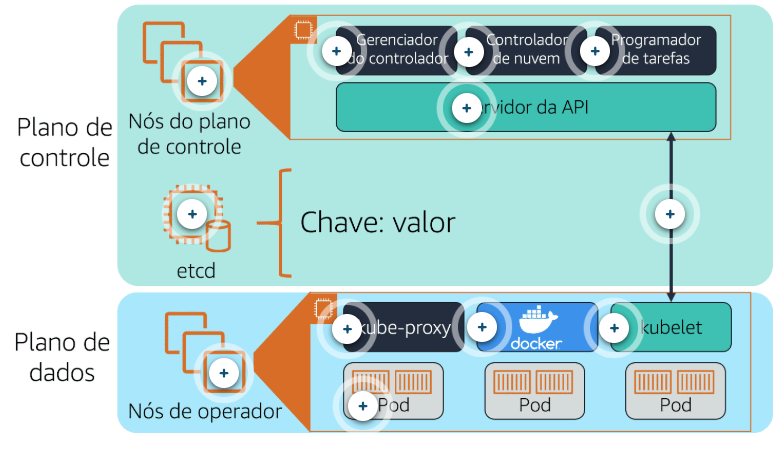 Plano de
controle
Nós do plano
de controle
Gerenciador
do controlador
Controlador
de nuvem
Programador
de tarefas
Servidor da API
etcd
Chave: valor
Plano de
dados
Nós de operador
kube-proxy
docker
kubelet
Pod
Pod
Pod